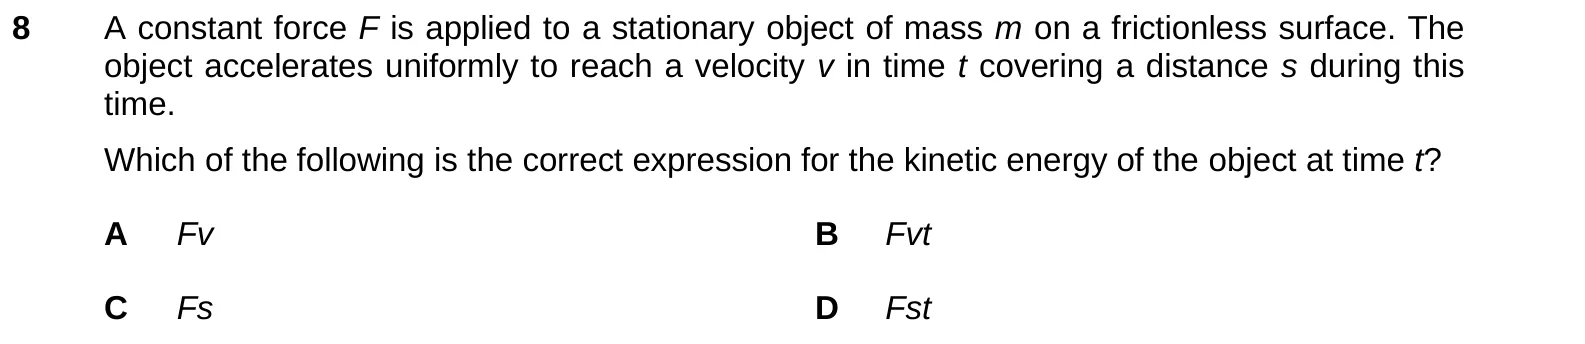 8 A constant force F is applied to a stationary object of mass m on a frictionless surface. The
object accelerates uniformly to reach a velocity v in time t covering a distance s during this
time.
Which of the following is the correct expression for the kinetic energy of the object at time t?
A Fv B Fvt
C Fs D Fst